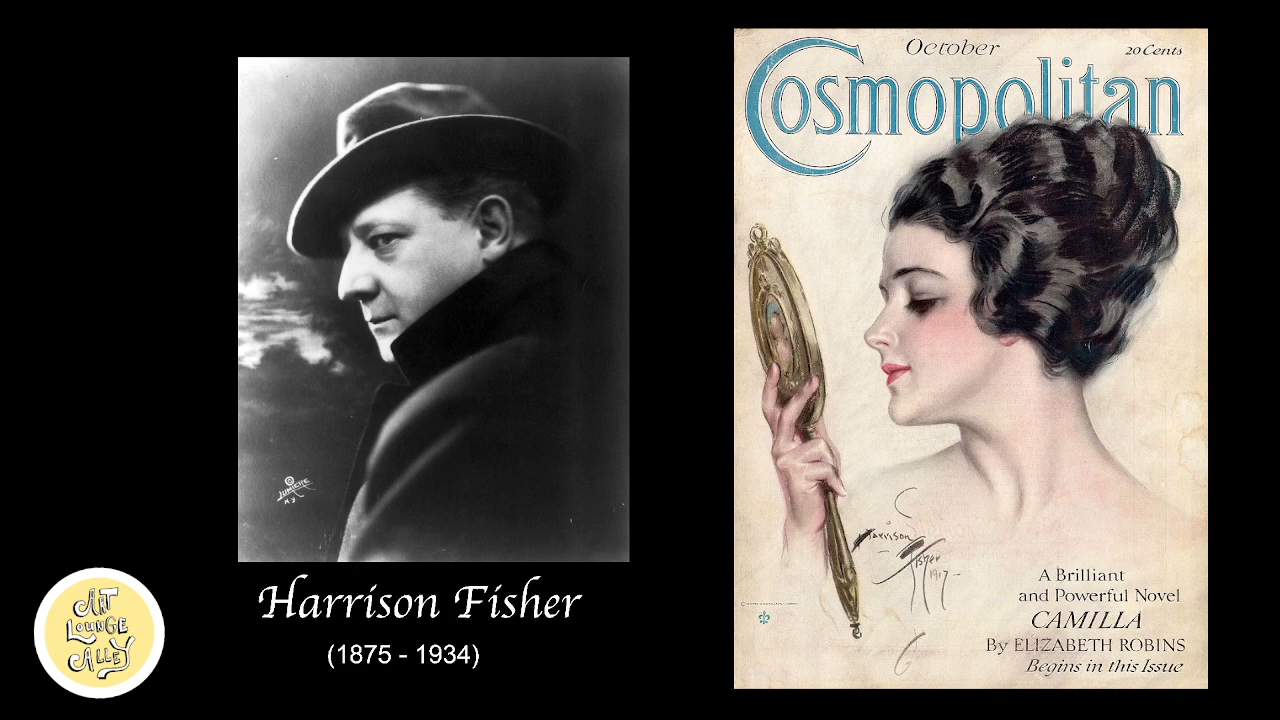 October
20 Cents
Cosmopolitan
© LUMIERE
N.Y.
Harrison Fisher
(1875 - 1934)
ART
LOUNGE
ALLEY
Harrison
Fisher
1917
A Brilliant
and Powerful Novel
CAMILLA
By ELIZABETH ROBINS
Begins in this Issue